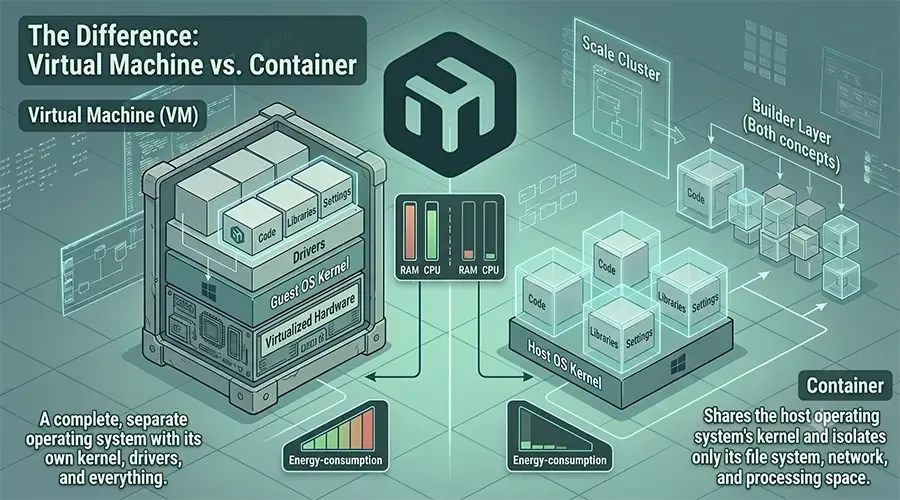 The Difference:
Virtual Machine vs. Container
Virtual Machine (VM)
Code
Libraries
Settings
Drivers
Guest OS Kernel
Virtualized Hardware
A complete, separate
operating system with its
own kernel, drivers,
and everything.
RAM CPU RAM CPU
Energy-consumption
Energy-consumption
Scale Cluster
Builder Layer
(Both concepts)
Code
Code
Code
Libraries Settings
Libraries Settings
Host OS Kernel
Container
Shares the host operating
system's kernel and isolates
only its file system, network,
and processing space.